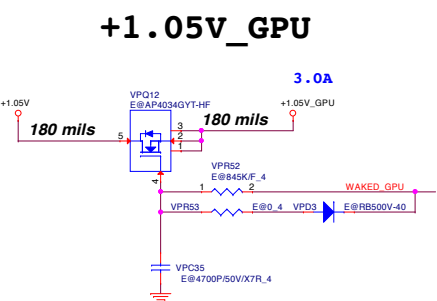 +1.05V_GPU
3.0A
VPQ12
E@AP4034GYT-HF
+1.05V
+1.05V_GPU
180 mils
180 mils
5
3
2
1
4
VPR52
E@845K/F_4
1
2
WAKED_GPU
VPR53
E@0_4
VPD3
E@RB500V-40
VPC35
E@4700P/50V/X7R_4